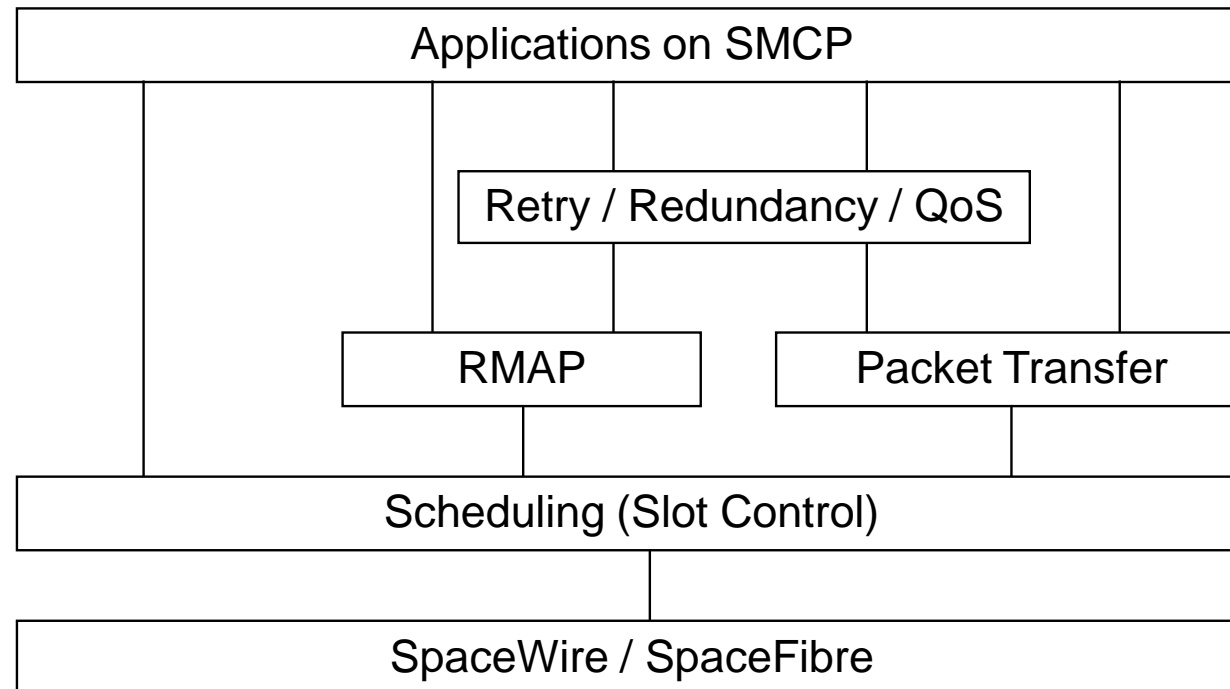 Applications on SMCP
Retry / Redundancy / QoS
RMAP
Packet Transfer
Scheduling (Slot Control)
SpaceWire / SpaceFibre